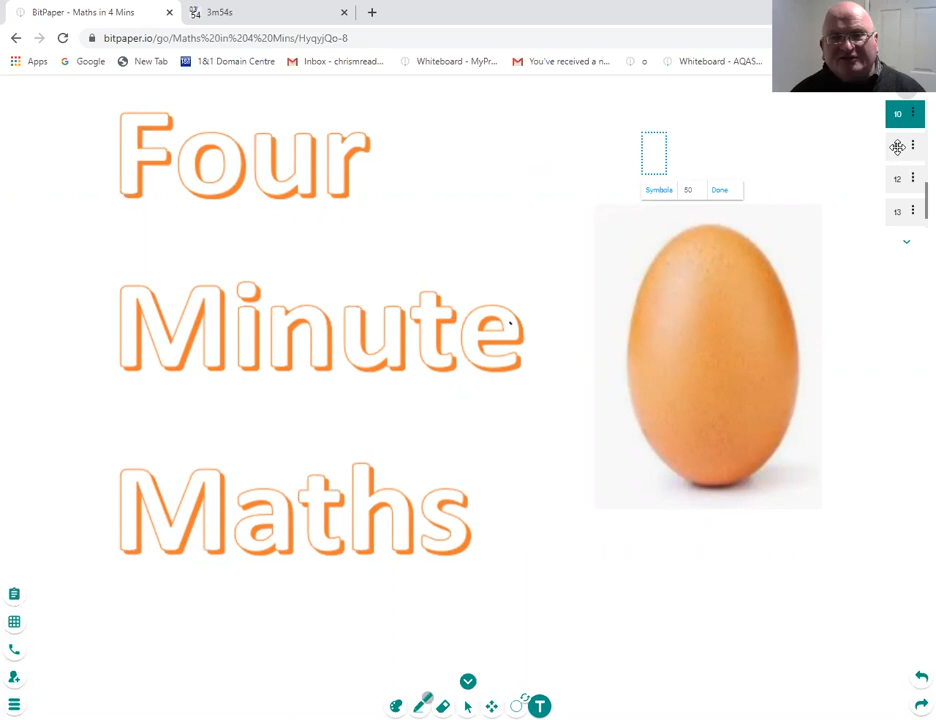 BitPaper - Maths in 4 Mins
3m54s
bitpaper.io/go/Maths%20in%204%20Mins/HyqyjQo-8
Apps
Google
New Tab
1&1 Domain Centre
Inbox - chrismread...
Whiteboard - MyPr...
You've received a n...
o
Whiteboard - AQAS...
10
12
13
Four
Symbols 50 Done
Minute
Maths
T